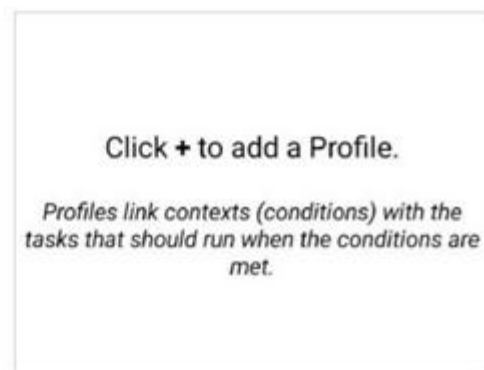 Click + to add a Profile.
Profiles link contexts (conditions) with the
tasks that should run when the conditions are
met.